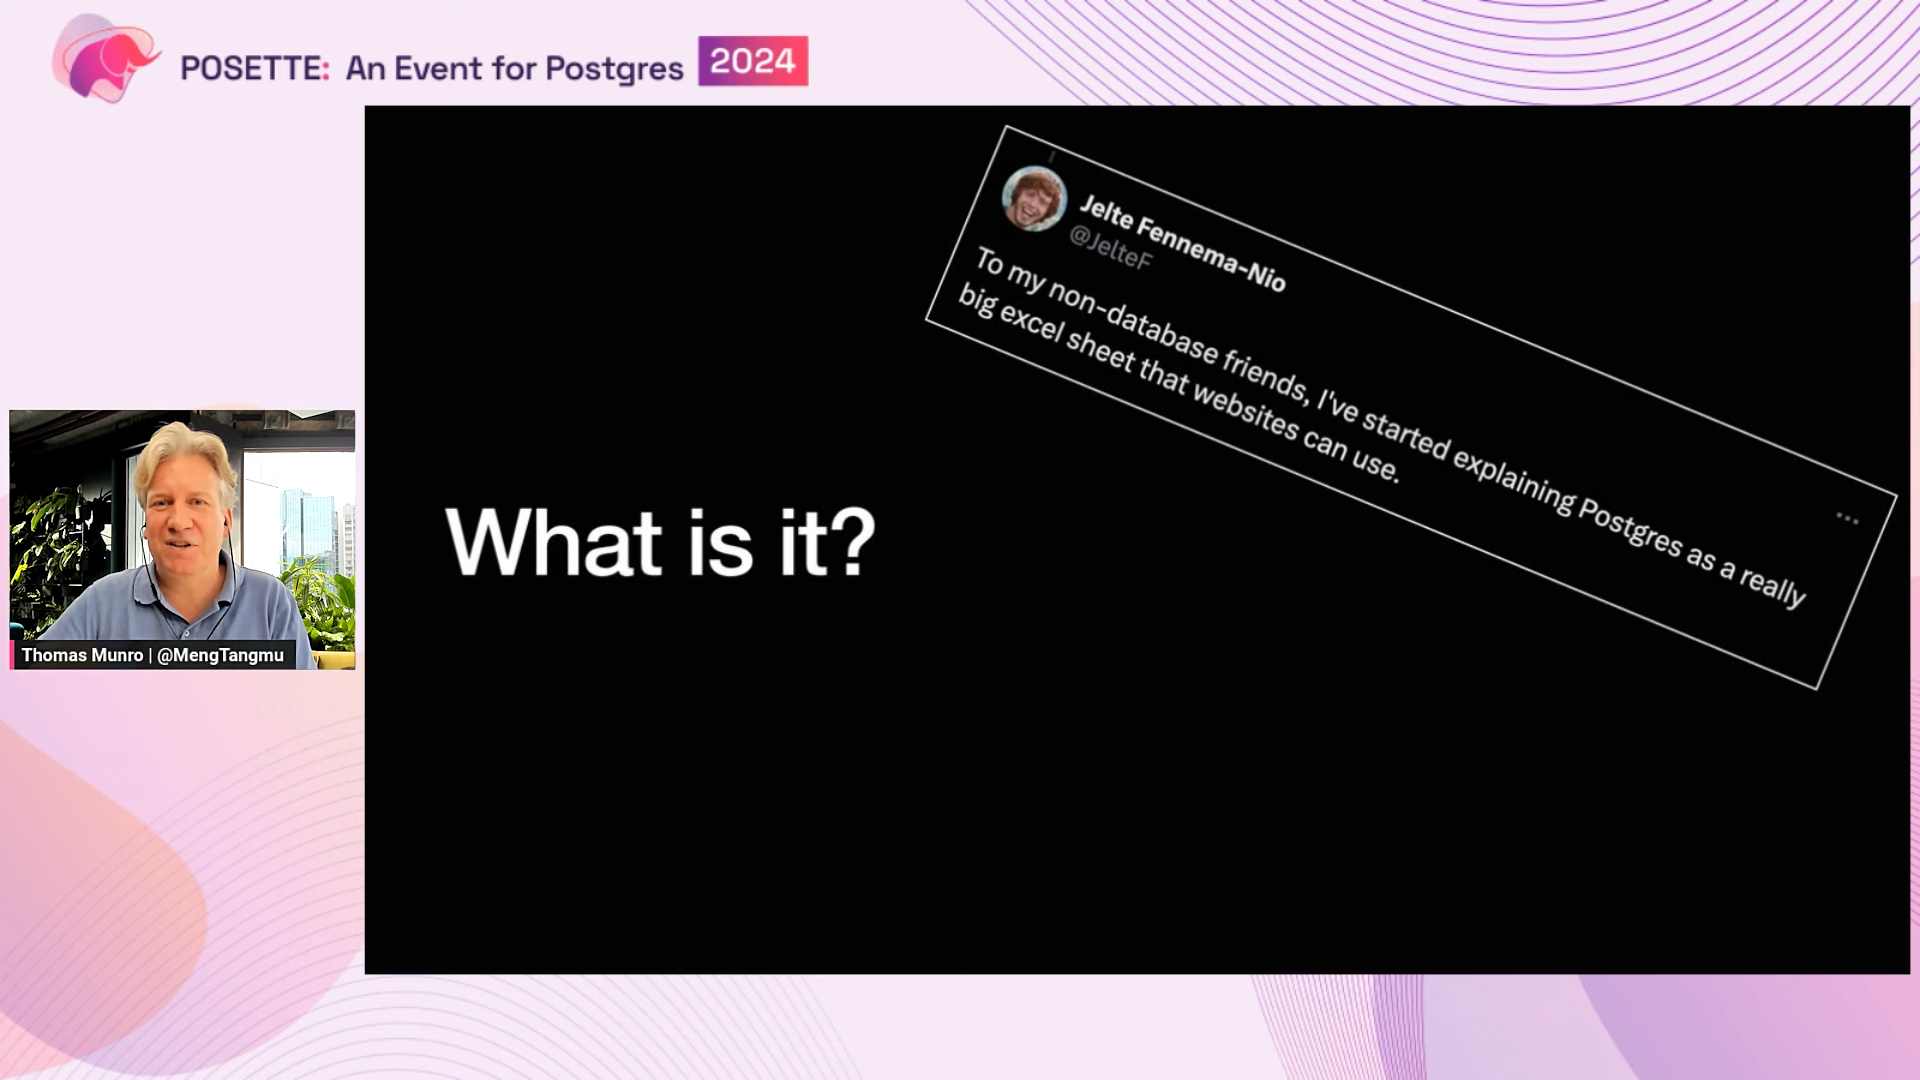 POSETTE: An Event for Postgres 2024
Jelte Fennema-Nio
@JelteF
To my non-database friends, I've started explaining Postgres as a really
big excel sheet that websites can use.
What is it?
Thomas Munro | @MengTangmu